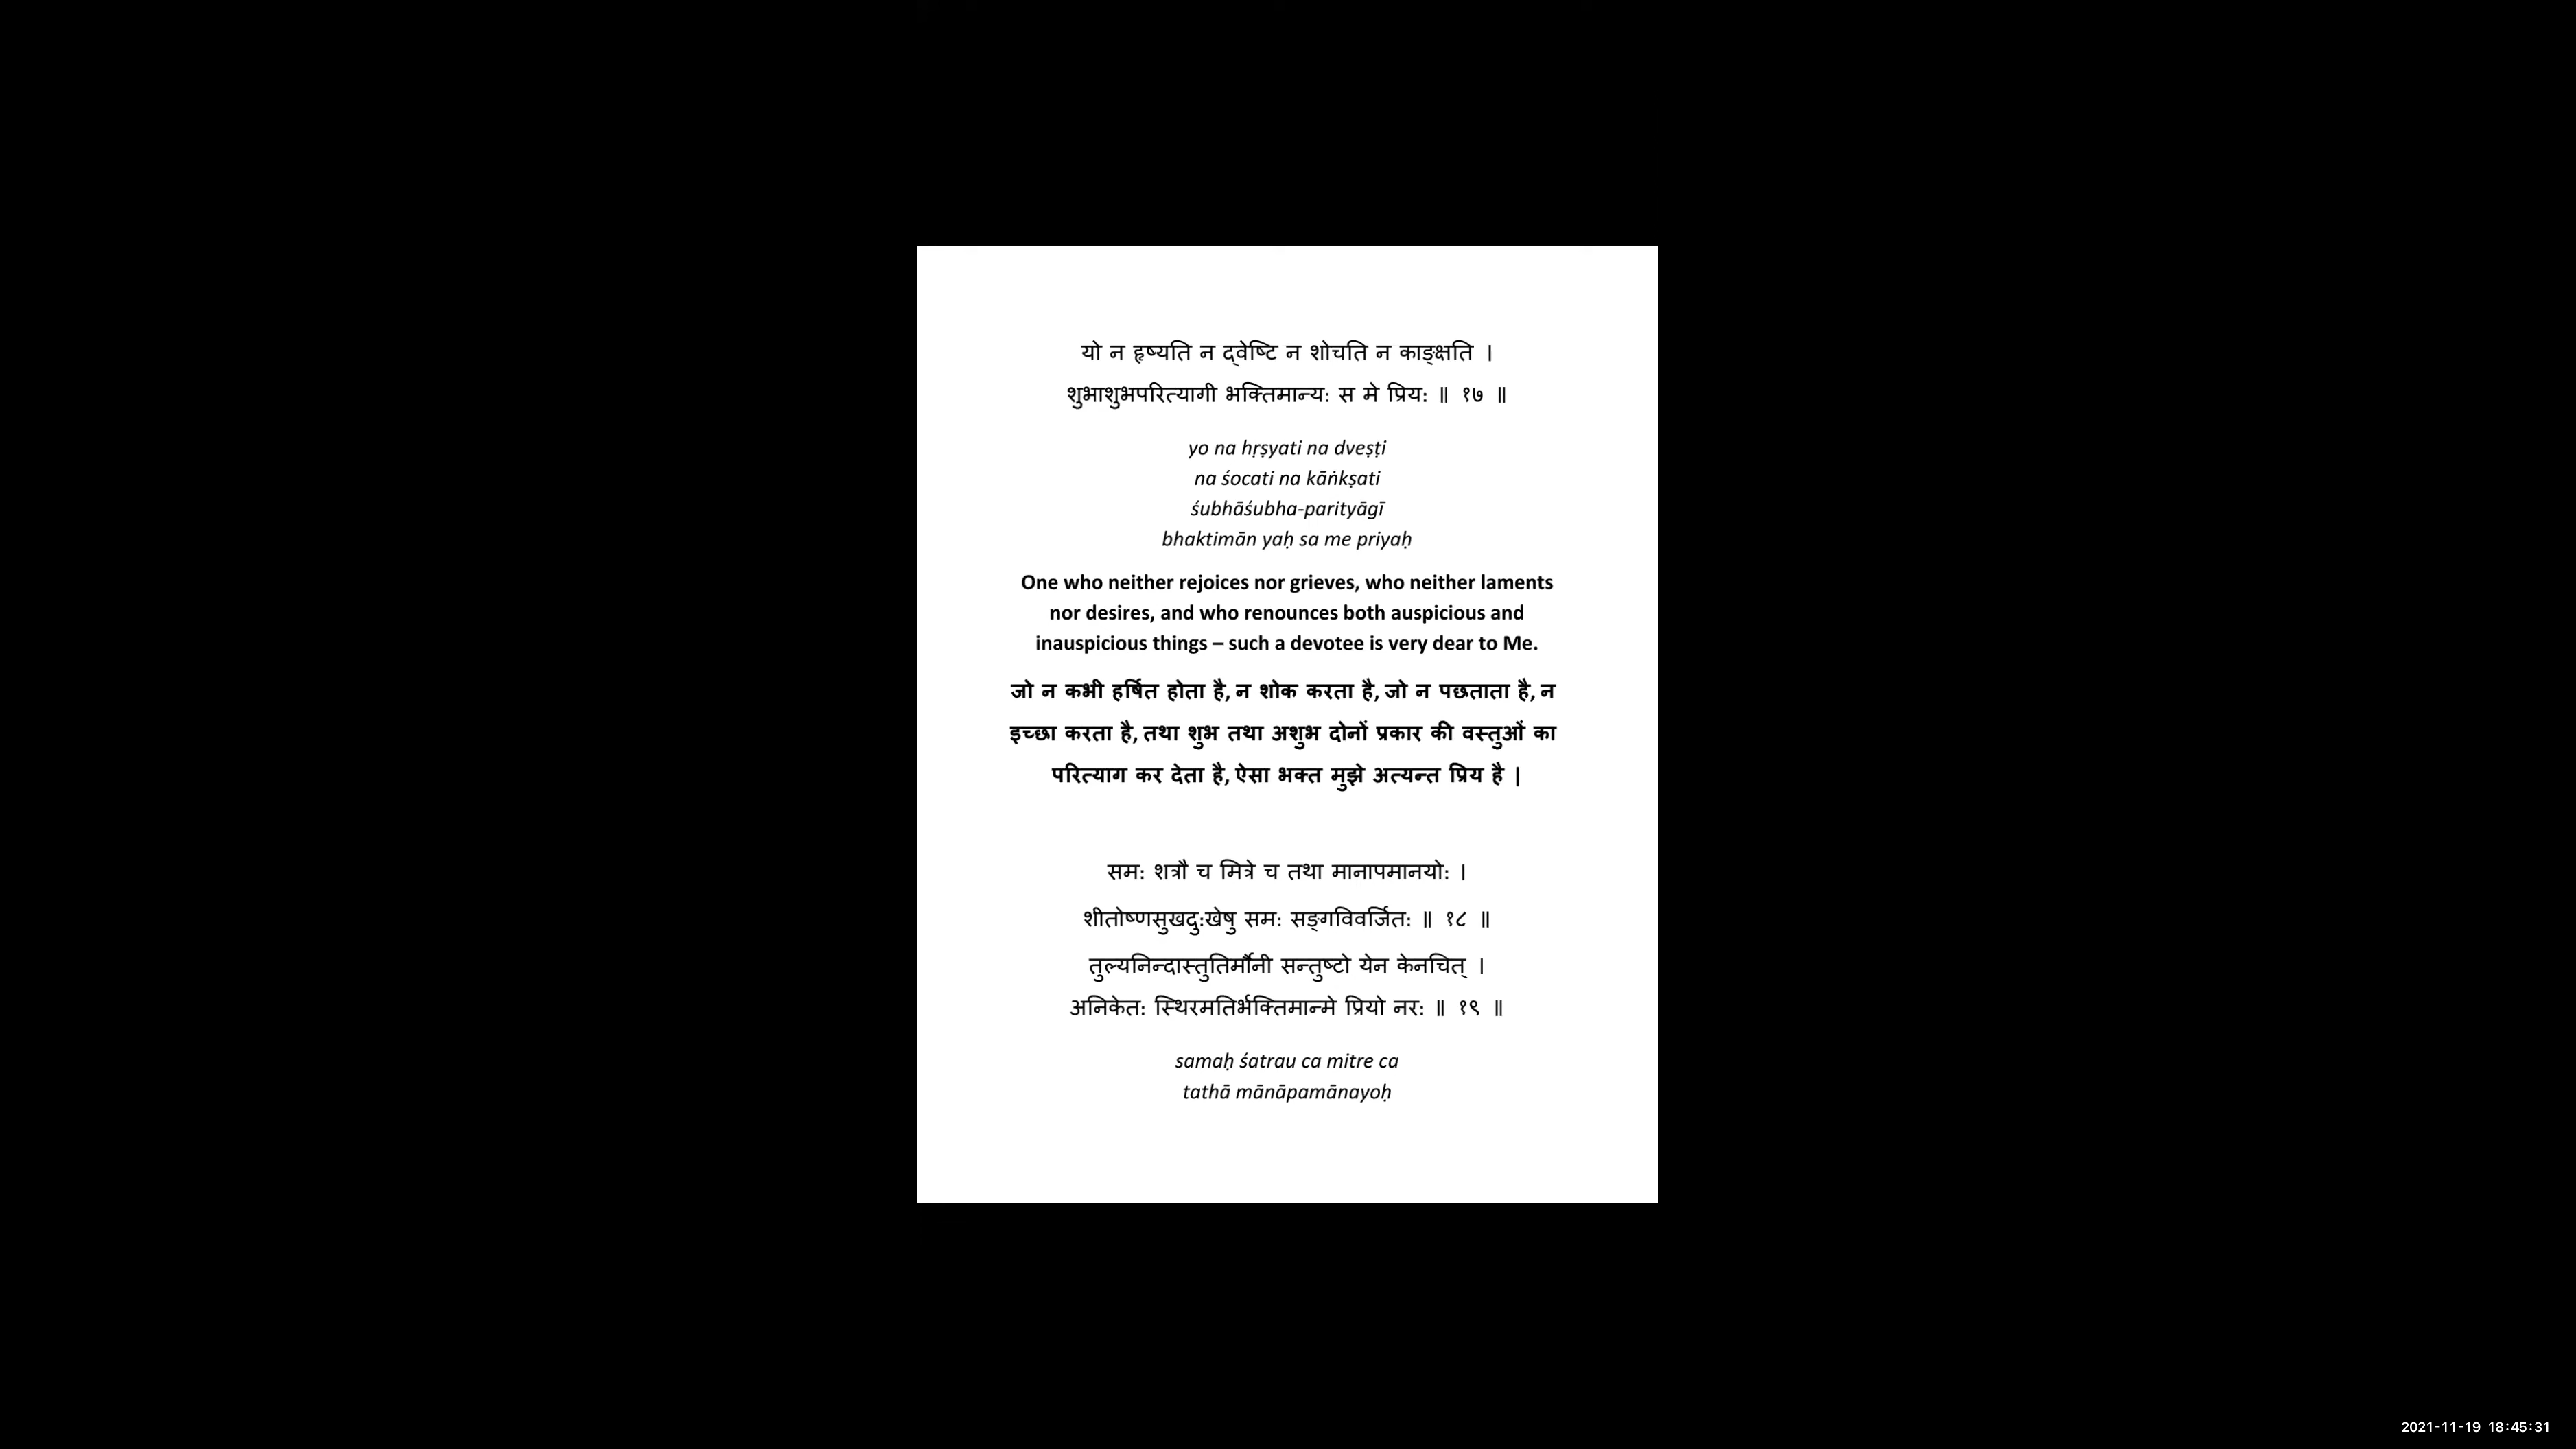 यो न हृष्यति न द्वेष्टि न शोचति न काङ्क्षति ।
शुभाशुभपरित्यागी भक्तिमान्यः स मे प्रियः ॥ १७ ॥
yo na hṛṣyati na dveṣṭi
na śocati na kāṅkṣati
śubhāśubha-parityāgī
bhaktimān yaḥ sa me priyaḥ
One who neither rejoices nor grieves, who neither laments
nor desires, and who renounces both auspicious and
inauspicious things – such a devotee is very dear to Me.
जो न कभी हर्षित होता है, न शोक करता है, जो न पछताता है, न
इच्छा करता है, तथा शुभ तथा अशुभ दोनों प्रकार की वस्तुओं का
परित्याग कर देता है, ऐसा भक्त मुझे अत्यन्त प्रिय है |
समः शत्रौ च मित्रे च तथा मानापमानयोः ।
शीतोष्णसुखदुःखेषु समः सङ्गविवर्जितः ॥ १८ ॥
तुल्यनिन्दास्तुतिर्मौनी सन्तुष्टो येन केनचित् ।
अनिकेतः स्थिरमतिर्भक्तिमान्मे प्रियो नरः ॥ १९ ॥
samaḥ śatrau ca mitre ca
tathā mānāpamānayoḥ
2021-11-19 18:45:31